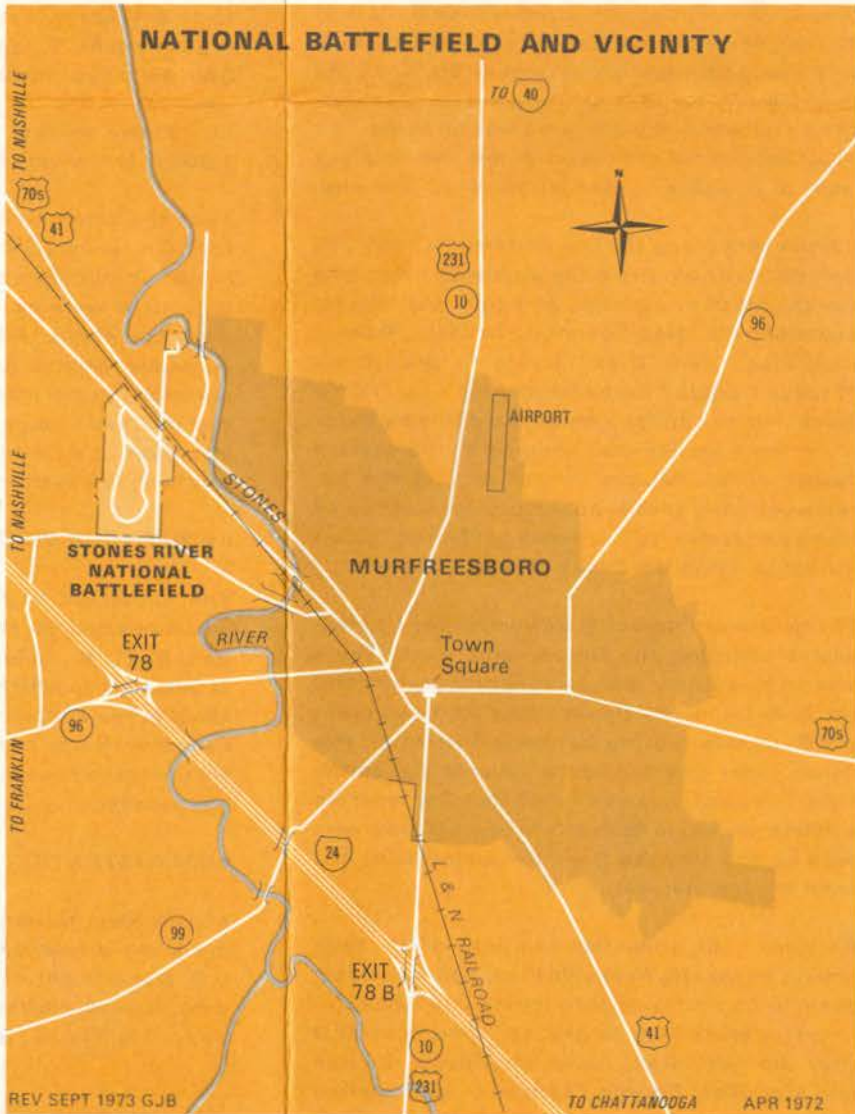 NATIONAL BATTLEFIELD AND VICINITY
TO NASHVILLE
TO 40
N
70s
41
231
10
96
AIRPORT
STONES
TO NASHVILLE
STONES RIVER
NATIONAL
BATTLEFIELD
MURFREESBORO
RIVER
EXIT
78
Town
Square
96
70s
TO FRANKLIN
24
L & N RAILROAD
99
EXIT
78 B
10
231
41
REV SEPT 1973 GJB
TO CHATTANOOGA
APR 1972